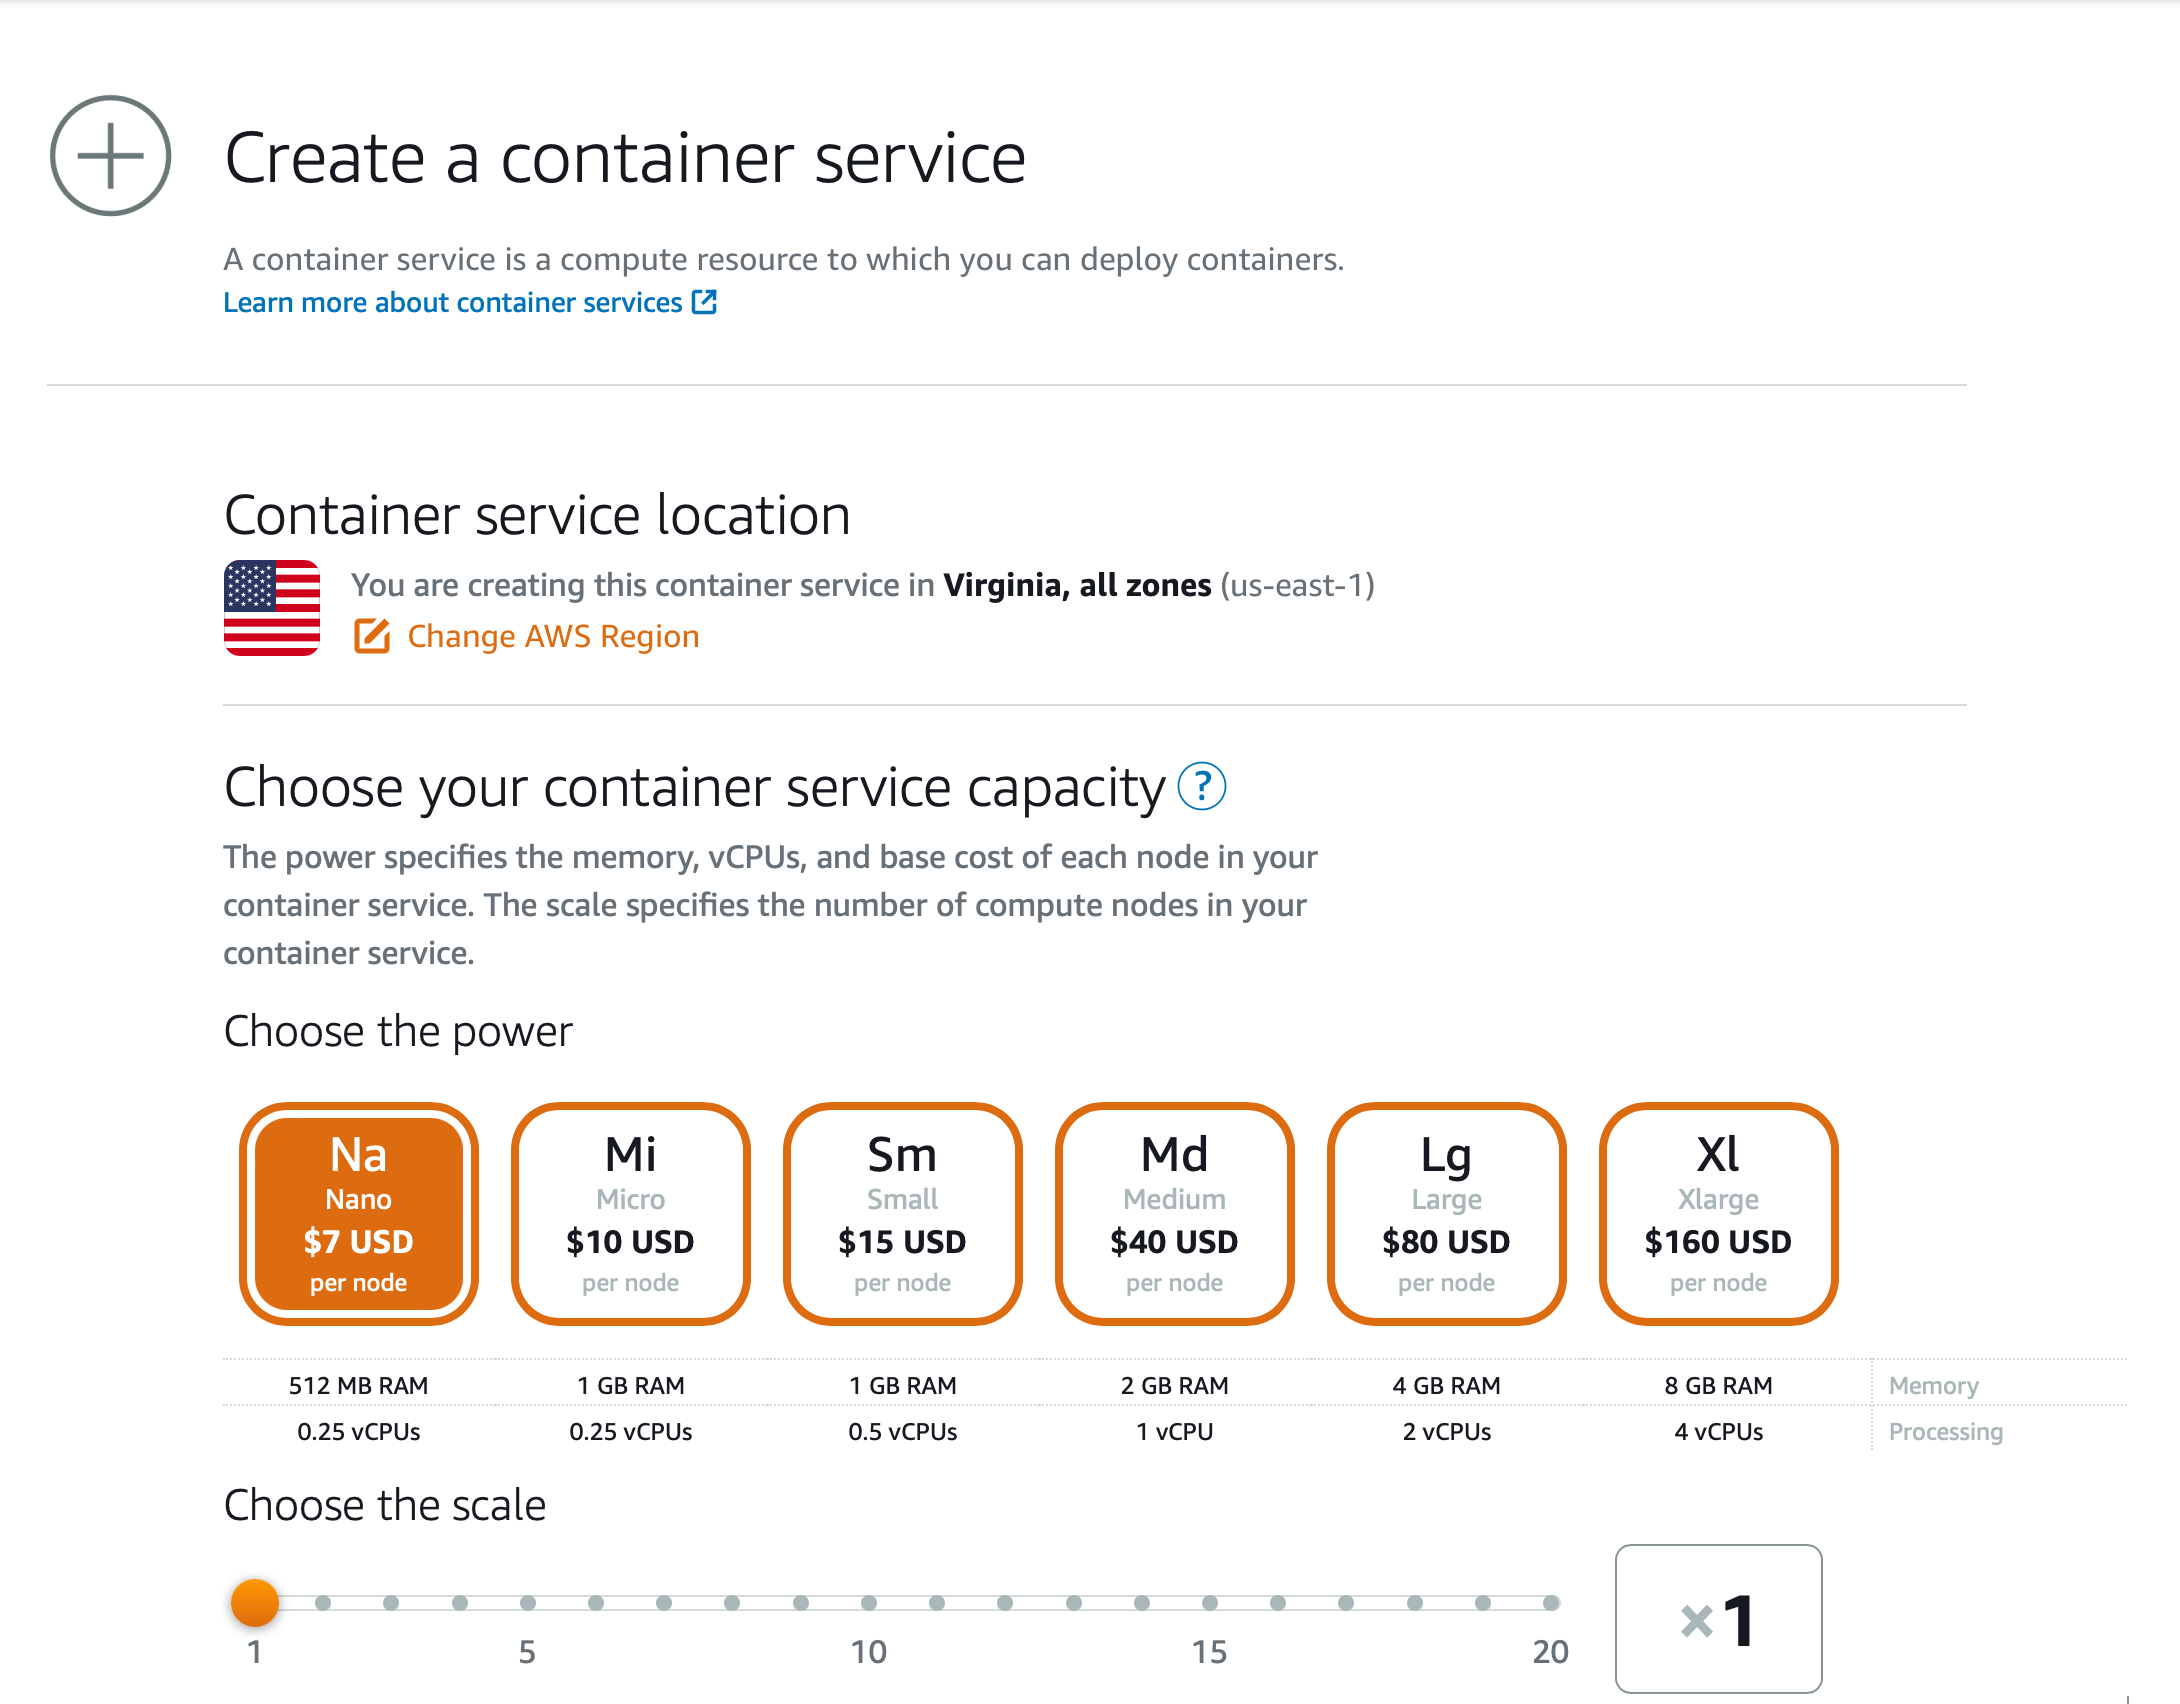 Create a container service
A container service is a compute resource to which you can deploy containers.
Learn more about container services
Container service location
You are creating this container service in Virginia, all zones (us-east-1)
Change AWS Region
Choose your container service capacity ?
The power specifies the memory, vCPUs, and base cost of each node in your
container service. The scale specifies the number of compute nodes in your
container service.
Choose the power
Na Mi Sm Md Lg Xl
Nano Micro Small Medium Large Xlarge
$7 USD $10 USD $15 USD $40 USD $80 USD $160 USD
per node per node per node per node per node per node
512 MB RAM 1 GB RAM 1 GB RAM 2 GB RAM 4 GB RAM 8 GB RAM Memory
0.25 vCPUs 0.25 vCPUs 0.5 vCPUs 1 vCPU 2 vCPUs 4 vCPUs Processing
Choose the scale
×1
1 5 10 15 20